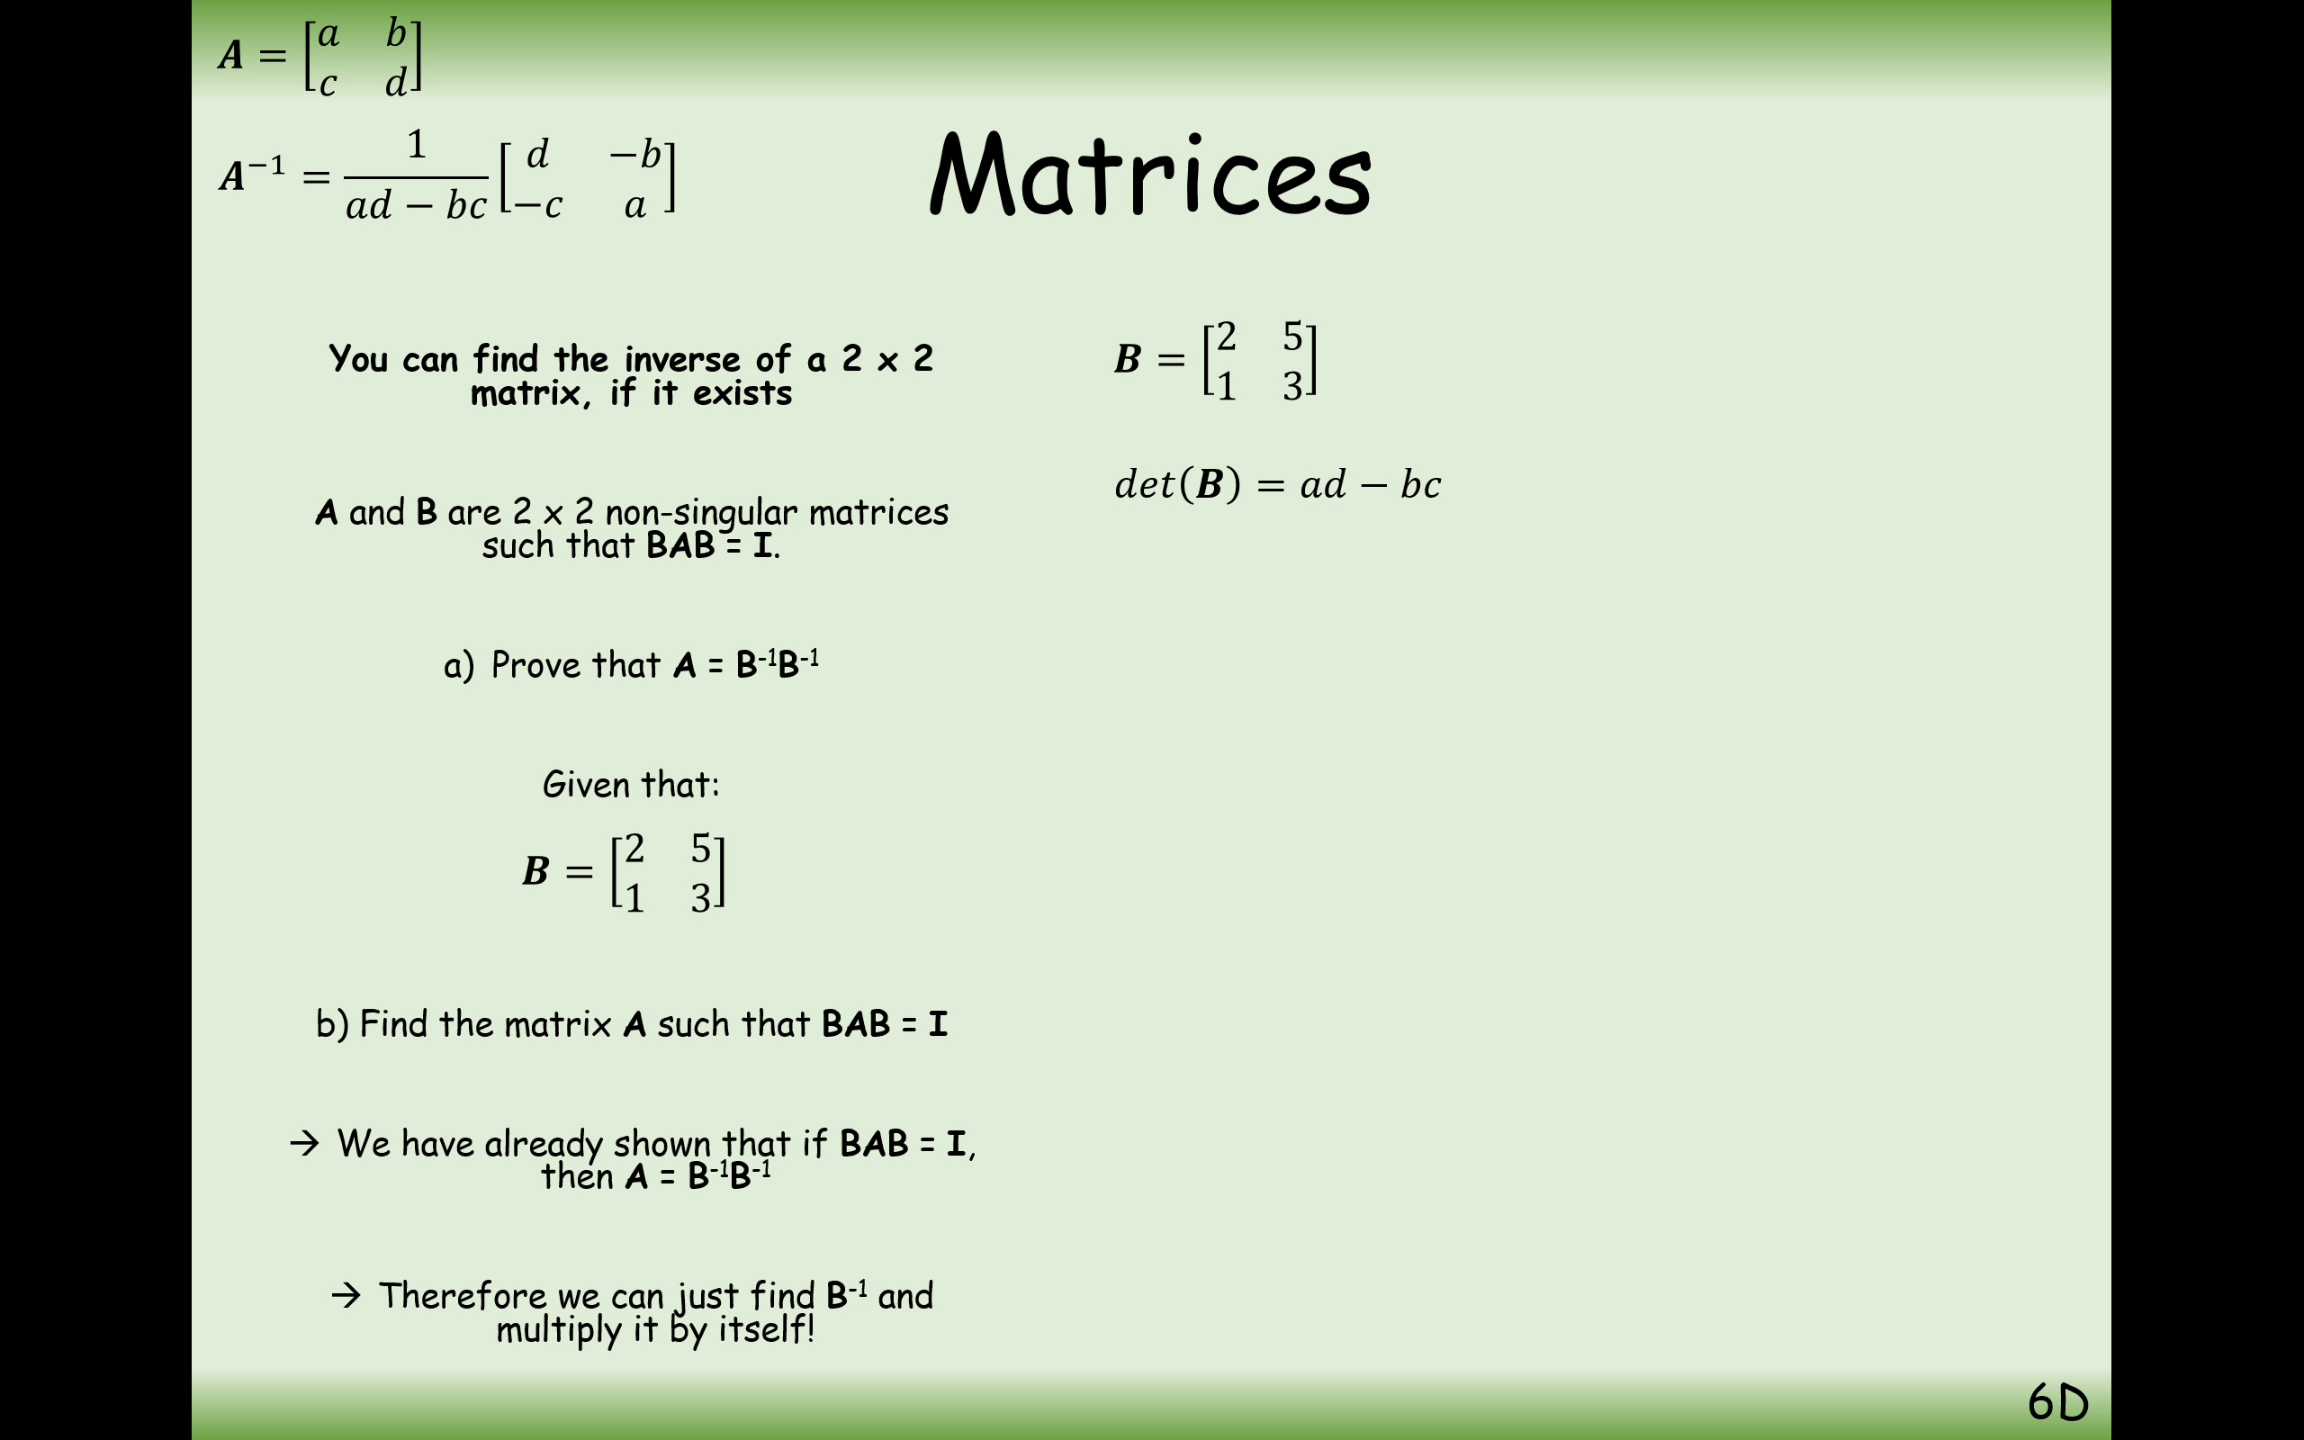 A = [a b
c d]
A⁻¹ = 1/(ad − bc) [d −b
−c a]
Matrices
You can find the inverse of a 2 x 2
matrix, if it exists
A and B are 2 x 2 non-singular matrices
such that BAB = I.
a) Prove that A = B⁻¹B⁻¹
Given that:
B = [2 5
1 3]
b) Find the matrix A such that BAB = I
→ We have already shown that if BAB = I,
then A = B⁻¹B⁻¹
→ Therefore we can just find B⁻¹ and
multiply it by itself!
B = [2 5
1 3]
det(B) = ad − bc
6D